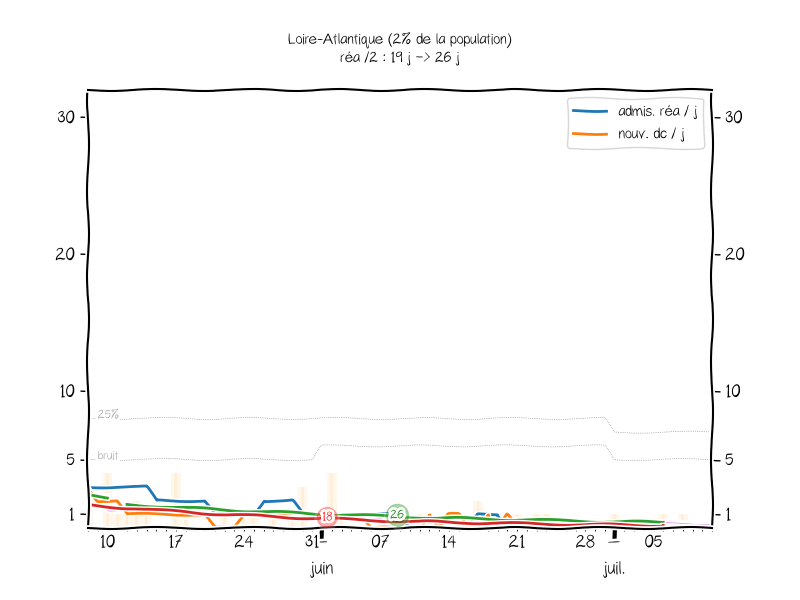 Loire-Atlantique (2% de la population)
réa /2 : 19 j -> 26 j
admis. réa / j
nouv. dc / j
30
30
20
20
10
10
25%
bruit
5
5
1
1
18
26
10 17 24 31 07 14 21 28 05
juin juil.